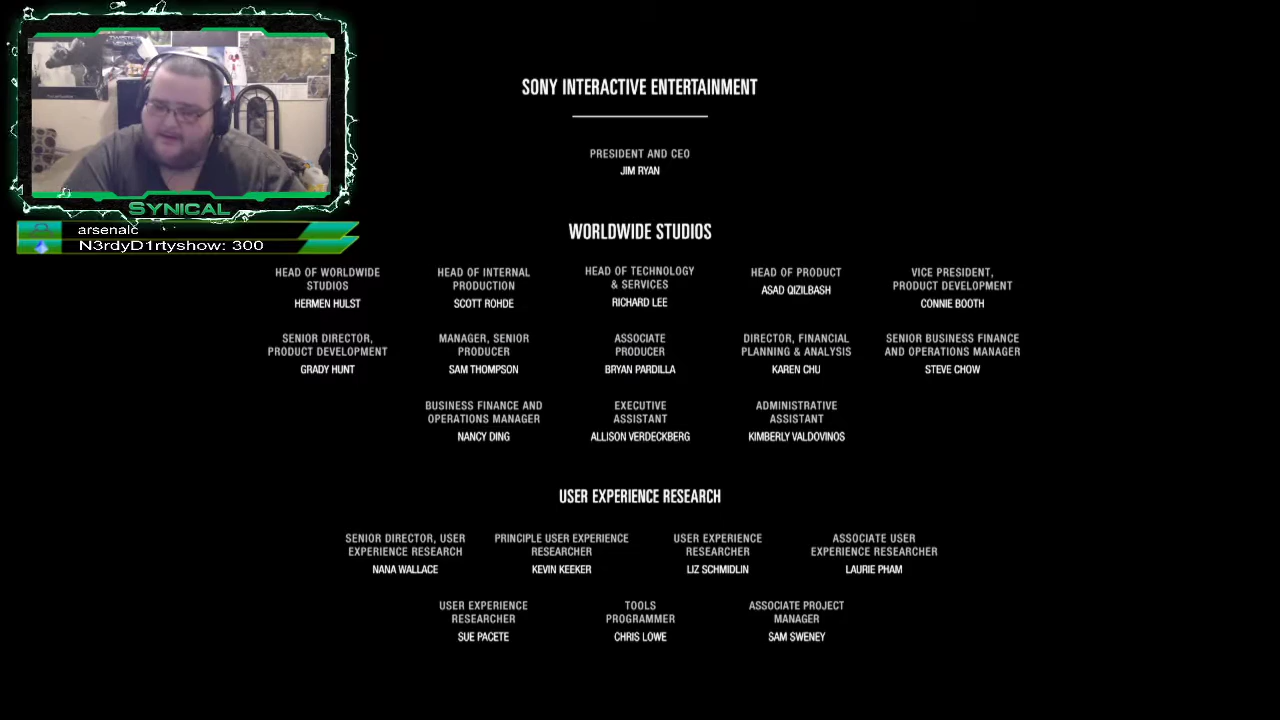 SONY INTERACTIVE ENTERTAINMENT
PRESIDENT AND CEO
JIM RYAN
SYNICAL
arsenalc
N3rdyD1rtyshow: 300
WORLDWIDE STUDIOS
HEAD OF WORLDWIDE
STUDIOS
HERMEN HULST
HEAD OF INTERNAL
PRODUCTION
SCOTT ROHDE
HEAD OF TECHNOLOGY
& SERVICES
RICHARD LEE
HEAD OF PRODUCT
ASAD QIZILBASH
VICE PRESIDENT,
PRODUCT DEVELOPMENT
CONNIE BOOTH
SENIOR DIRECTOR,
PRODUCT DEVELOPMENT
GRADY HUNT
MANAGER, SENIOR
PRODUCER
SAM THOMPSON
ASSOCIATE
PRODUCER
BRYAN PARDILLA
DIRECTOR, FINANCIAL
PLANNING & ANALYSIS
KAREN CHU
SENIOR BUSINESS FINANCE
AND OPERATIONS MANAGER
STEVE CHOW
BUSINESS FINANCE AND
OPERATIONS MANAGER
NANCY DING
EXECUTIVE
ASSISTANT
ALLISON VERDECKBERG
ADMINISTRATIVE
ASSISTANT
KIMBERLY VALDOVINOS
USER EXPERIENCE RESEARCH
SENIOR DIRECTOR, USER
EXPERIENCE RESEARCH
NANA WALLACE
PRINCIPLE USER EXPERIENCE
RESEARCHER
KEVIN KEEKER
USER EXPERIENCE
RESEARCHER
LIZ SCHMIDLIN
ASSOCIATE USER
EXPERIENCE RESEARCHER
LAURIE PHAM
USER EXPERIENCE
RESEARCHER
SUE PACETE
TOOLS
PROGRAMMER
CHRIS LOWE
ASSOCIATE PROJECT
MANAGER
SAM SWENEY